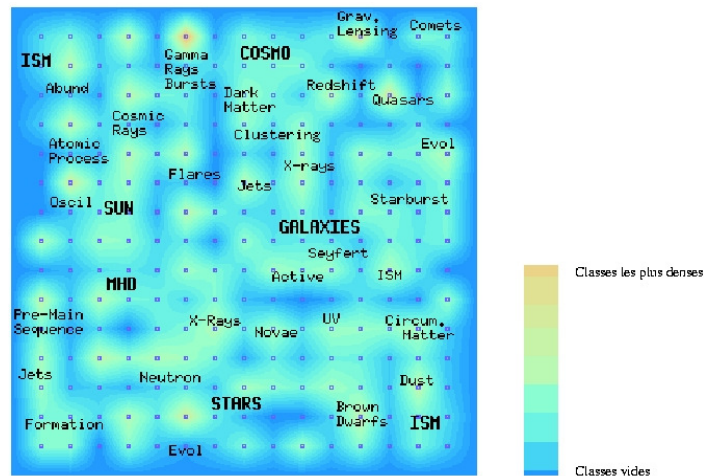 Grav.
Lensing
Comets
ISM
Gamma
Rays
Bursts
COSMO
Abund
Dark
Matter
Redshift
Quasars
Cosmic
Rays
Clustering
Atomic
Process
Evol
X-rays
Flares
Jets
Oscil
SUN
Starburst
GALAXIES
Seyfert
Active
ISM
MHD
Pre-Main
Sequence
X-Rays
Novae
UV
Circum.
Matter
Jets
Neutron
Dust
STARS
Brown
Dwarfs
ISM
Formation
Evol
Classes les plus denses
Classes vides